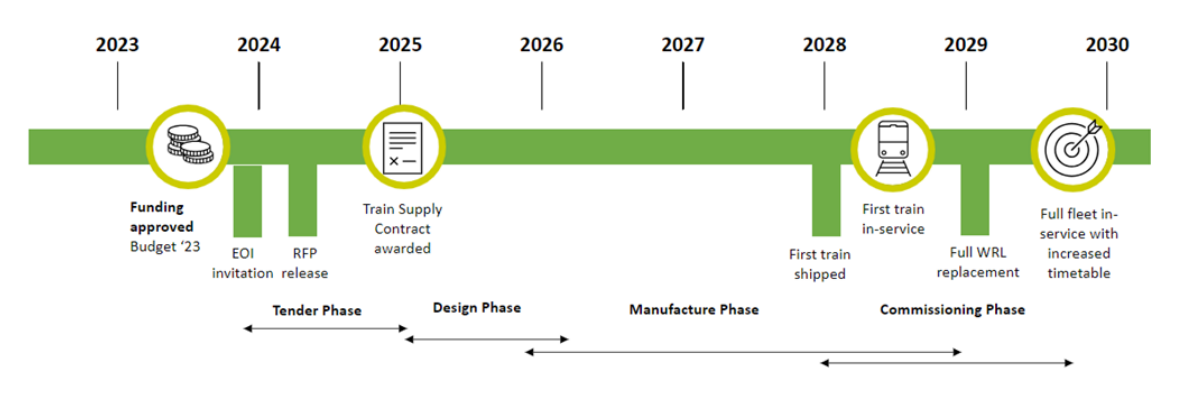 2023
2024
2025
2026
2027
2028
2029
2030
Funding
approved
Budget ‘23
EOI
invitation
RFP
release
Train Supply
Contract
awarded
First train
shipped
First train
in-service
Full WRL
replacement
Full fleet in-
service with
increased
timetable
Tender Phase
Design Phase
Manufacture Phase
Commissioning Phase